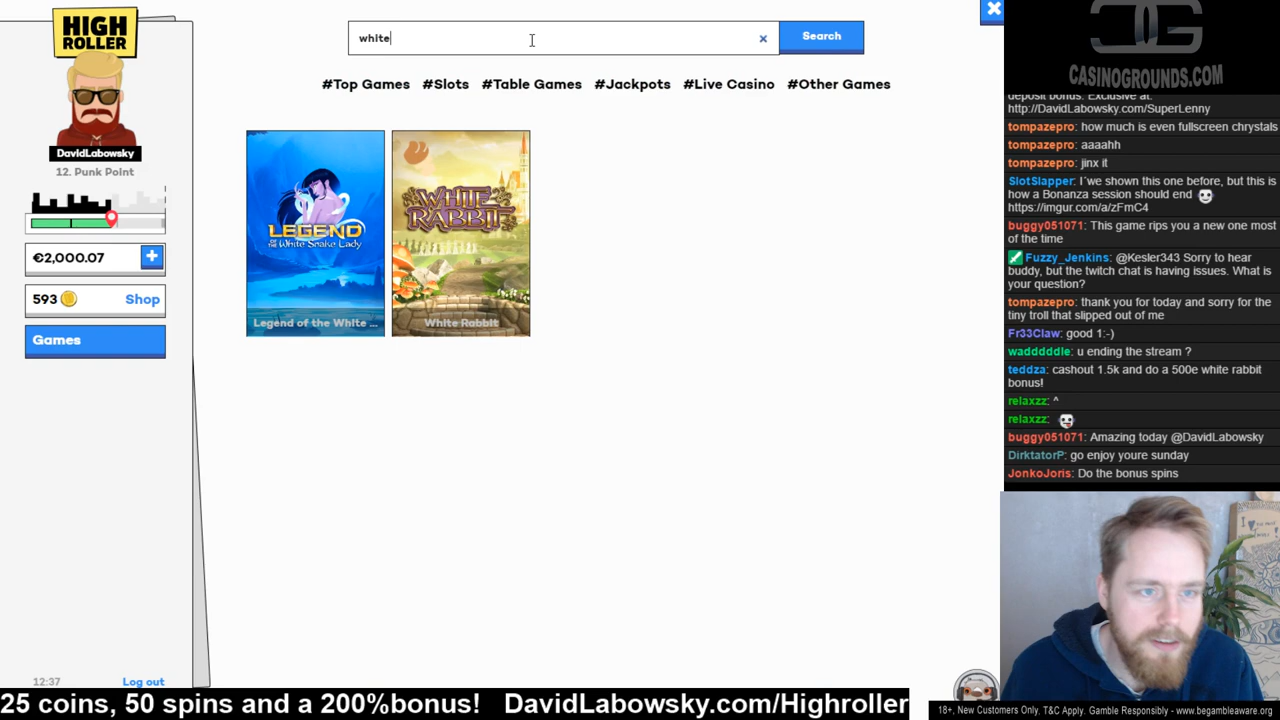 HIGH
ROLLER
DavidLabowsky
12. Punk Point
€2,000.07
+
593
Shop
Games
12:37
Log out
white
×
Search
#Top Games #Slots #Table Games #Jackpots #Live Casino #Other Games
LEGEND
OF THE White Snake Lady
Legend of the White ...
WHITE
RABBIT
White Rabbit
CASINOGROUNDS.COM
deposit bonus. Exclusive at:
http://DavidLabowsky.com/SuperLenny
tompazepro: how much is even fullscreen chrystals
tompazepro: aaaahh
tompazepro: jinx it
SlotSlapper: I´we shown this one before, but this is
how a Bonanza session should end
https://imgur.com/a/zFmC4
buggy051071: This game rips you a new one most
of the time
Fuzzy_Jenkins: @Kesler343 Sorry to hear
buddy, but the twitch chat is having issues. What is
your question?
tompazepro: thank you for today and sorry for the
tiny troll that slipped out of me
Fr33Claw: good 1:-)
wadddddle: u ending the stream ?
teddza: cashout 1.5k and do a 500e white rabbit
bonus!
relaxzz: ^
relaxzz:
buggy051071: Amazing today @DavidLabowsky
DirktatorP: go enjoy youre sunday
JonkoJoris: Do the bonus spins
25 coins, 50 spins and a 200%bonus! DavidLabowsky.com/Highroller
18+, New Customers Only. T&C Apply. Gamble Responsibly - www.begambleaware.org